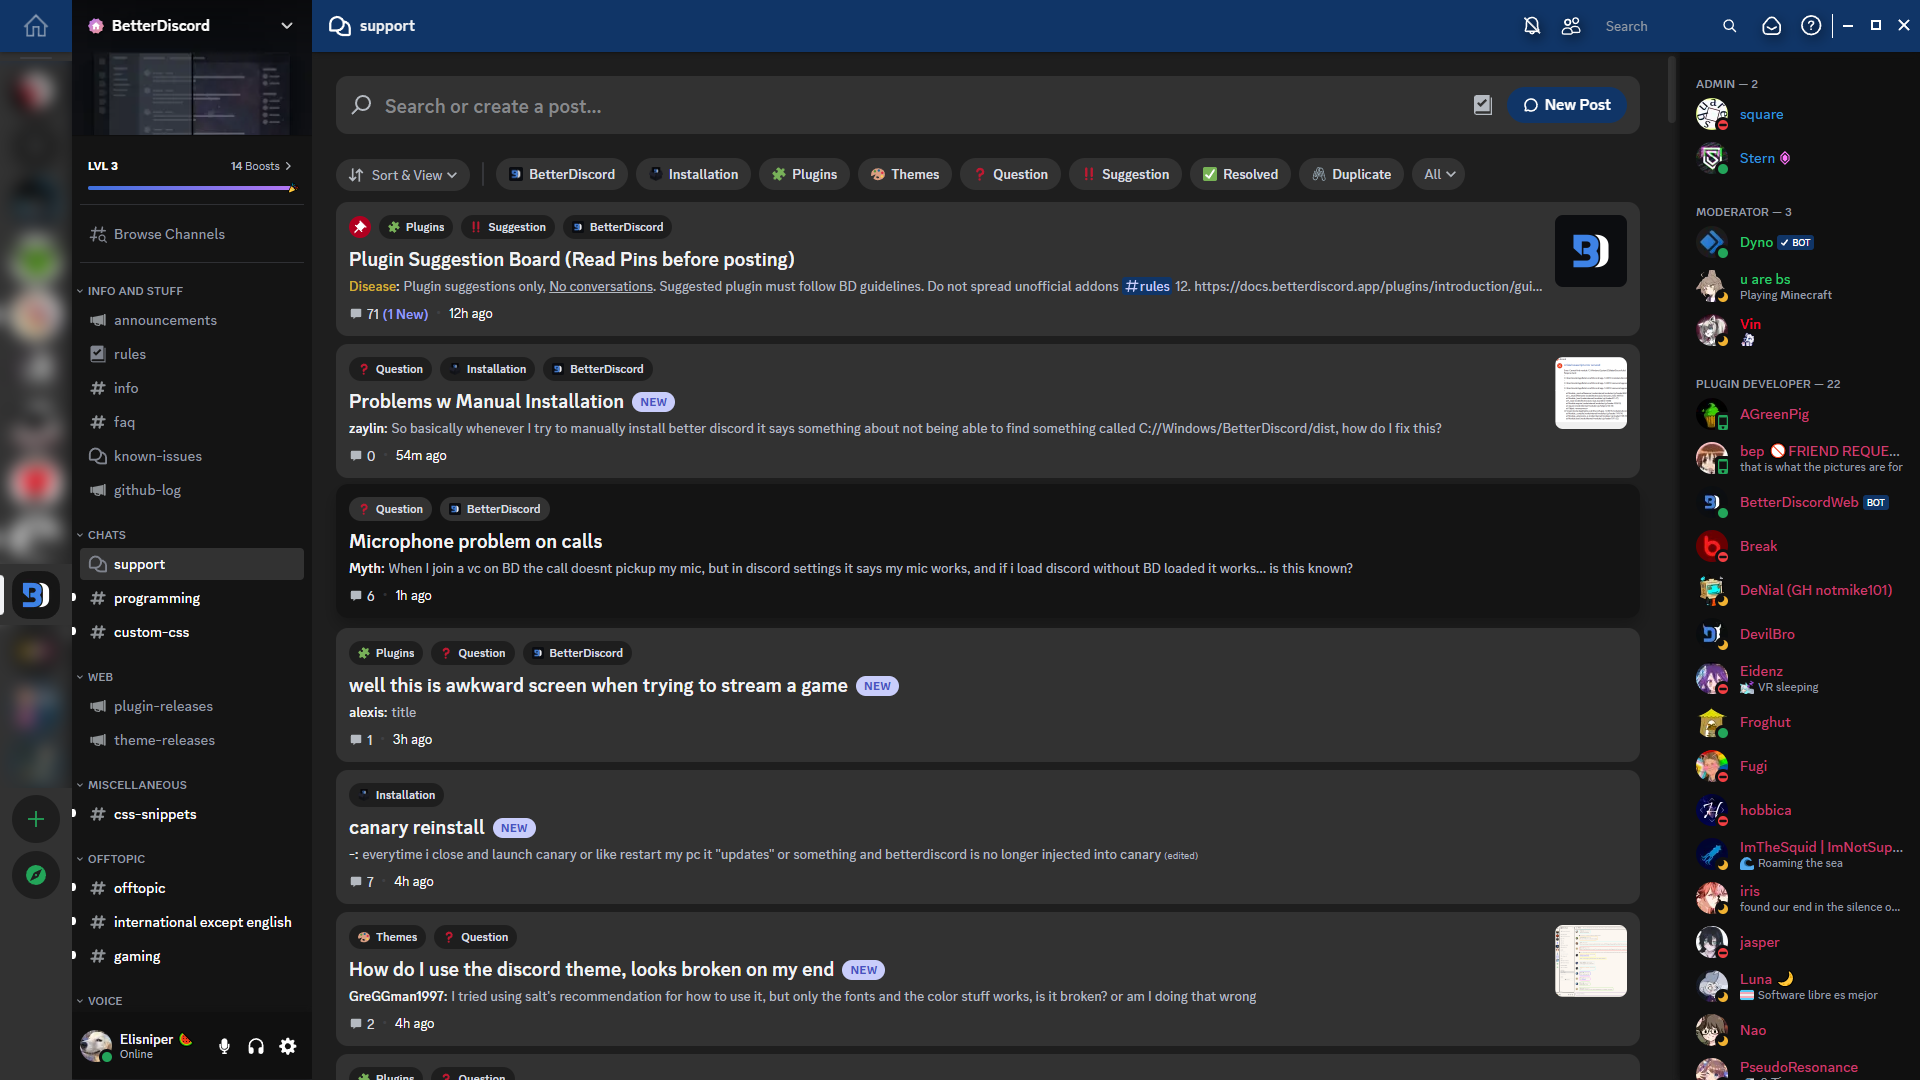 BetterDiscord
support
Search
LVL 3
14 Boosts
Browse Channels
INFO AND STUFF
announcements
rules
info
faq
known-issues
github-log
CHATS
support
programming
custom-css
WEB
plugin-releases
theme-releases
MISCELLANEOUS
css-snippets
OFFTOPIC
offtopic
international except english
gaming
VOICE
Elisniper
Online
Search or create a post...
New Post
Sort & View
BetterDiscord
Installation
Plugins
Themes
Question
Suggestion
Resolved
Duplicate
All
Plugins
Suggestion
BetterDiscord
Plugin Suggestion Board (Read Pins before posting)
Disease: Plugin suggestions only, No conversations. Suggested plugin must follow BD guidelines. Do not spread unofficial addons #rules 12. https://docs.betterdiscord.app/plugins/introduction/gui...
71 (1 New) · 12h ago
Question
Installation
BetterDiscord
Problems w Manual Installation NEW
zaylin: So basically whenever I try to manually install better discord it says something about not being able to find something called C://Windows/BetterDiscord/dist, how do I fix this?
0 · 54m ago
Question
BetterDiscord
Microphone problem on calls
Myth: When I join a vc on BD the call doesnt pickup my mic, but in discord settings it says my mic works, and if i load discord without BD loaded it works... is this known?
6 · 1h ago
Plugins
Question
BetterDiscord
well this is awkward screen when trying to stream a game NEW
alexis: title
1 · 3h ago
Installation
canary reinstall NEW
-: everytime i close and launch canary or like restart my pc it "updates" or something and betterdiscord is no longer injected into canary (edited)
7 · 4h ago
Themes
Question
How do I use the discord theme, looks broken on my end NEW
GreGGman1997: I tried using salt's recommendation for how to use it, but only the fonts and the color stuff works, is it broken? or am I doing that wrong
2 · 4h ago
Plugins
Question
ADMIN — 2
square
Stern
MODERATOR — 3
Dyno BOT
u are bs
Playing Minecraft
Vin
PLUGIN DEVELOPER — 22
AGreenPig
bep 🚫 FRIEND REQUE...
that is what the pictures are for
BetterDiscordWeb BOT
Break
DeNial (GH notmike101)
DevilBro
Eidenz
VR sleeping
Froghut
Fugi
hobbica
ImTheSquid | ImNotSup...
Roaming the sea
iris
found our end in the silence o...
jasper
Luna 🌙
Software libre es mejor
Nao
PseudoResonance